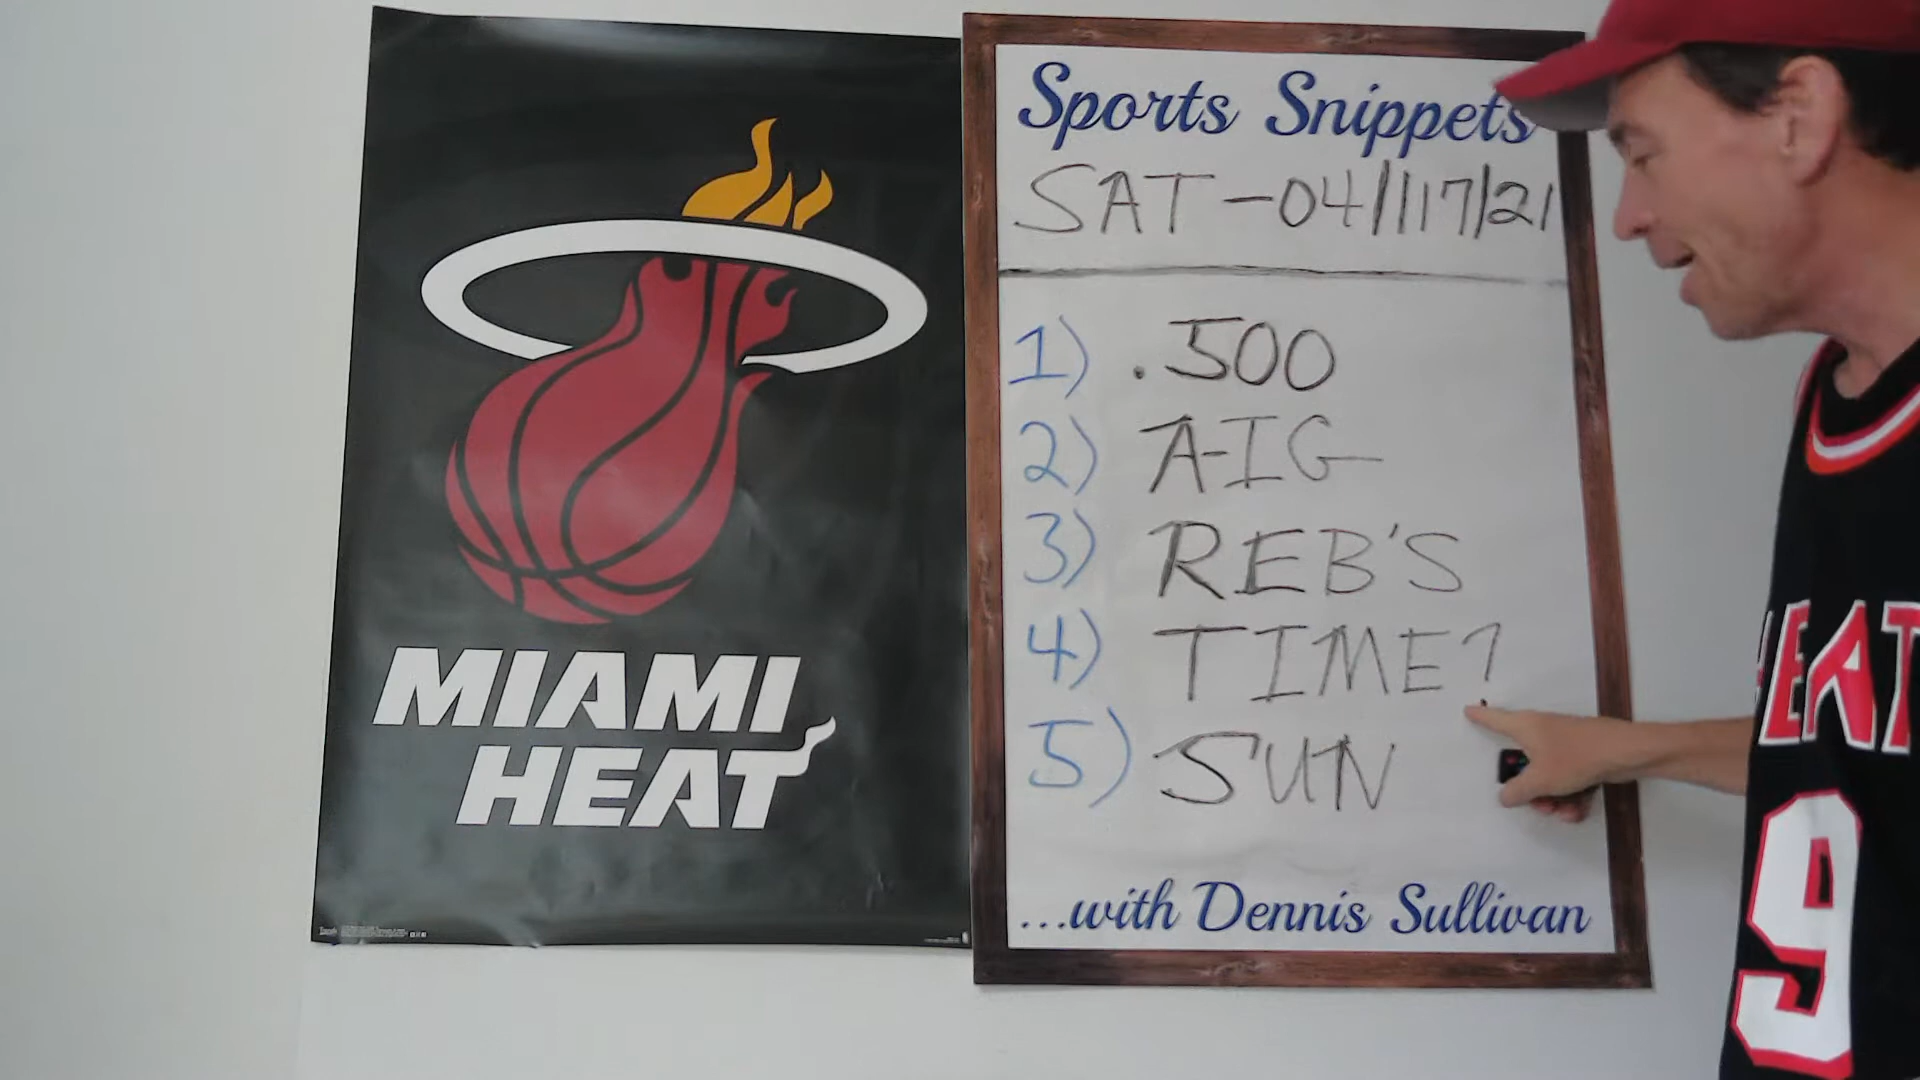 MIAMI
HEAT
Sports Snippets
SAT-04/17/21
1) .500
2) A-IG
3) REB'S
4) TIME?
5) SUN
...with Dennis Sullivan
HEAT
9